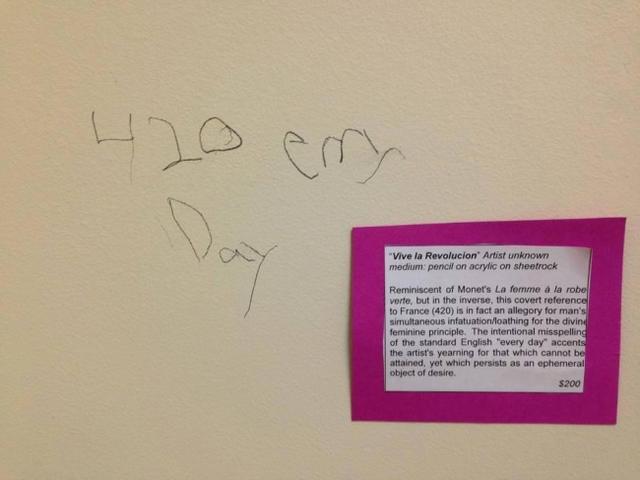 420 erry
Day
"Vive la Revolucion" Artist unknown
medium: pencil on acrylic on sheetrock
Reminiscent of Monet's La femme à la robe
verte, but in the inverse, this covert reference
to France (420) is in fact an allegory for man's
simultaneous infatuation/loathing for the divine
feminine principle. The intentional misspelling
of the standard English "every day" accents
the artist's yearning for that which cannot be
attained, yet which persists as an ephemeral
object of desire.
$200